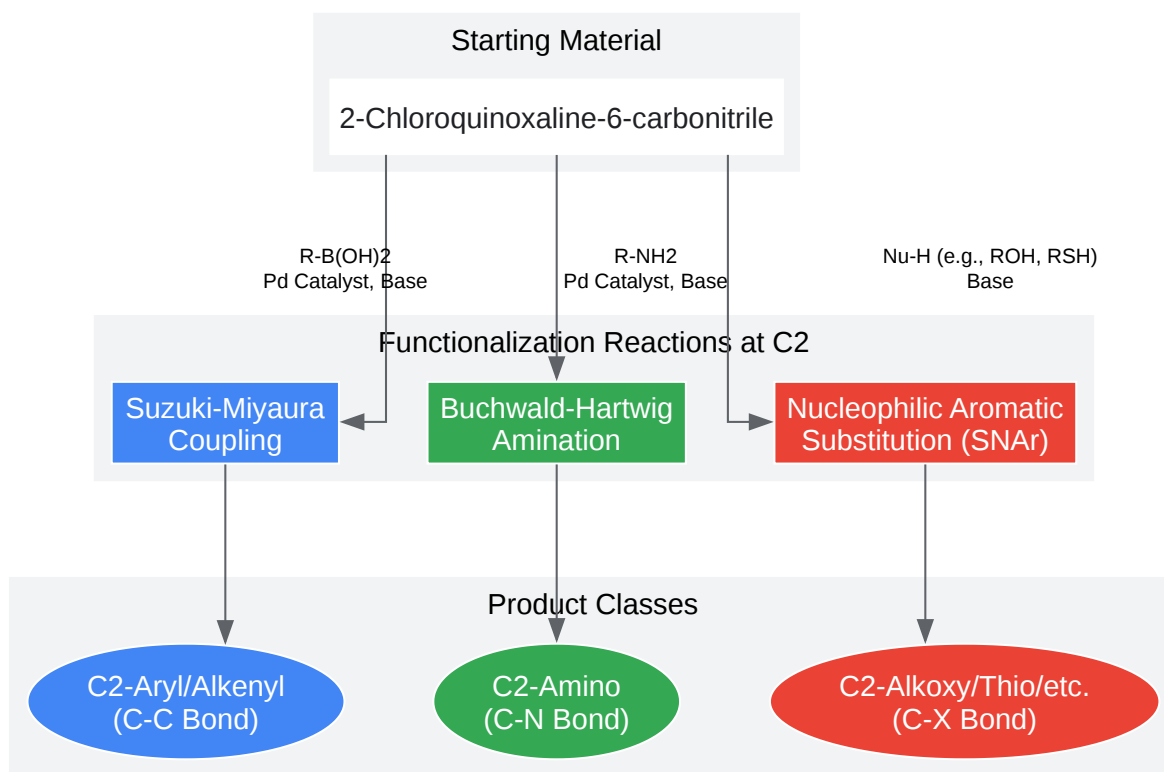 Starting Material
2-Chloroquinoxaline-6-carbonitrile
R-B(OH)2
Pd Catalyst, Base
R-NH2
Pd Catalyst, Base
Nu-H (e.g., ROH, RSH)
Base
Functionalization Reactions at C2
Suzuki-Miyaura
Coupling
Buchwald-Hartwig
Amination
Nucleophilic Aromatic
Substitution (SNAr)
Product Classes
C2-Aryl/Alkenyl
(C-C Bond)
C2-Amino
(C-N Bond)
C2-Alkoxy/Thio/etc.
(C-X Bond)